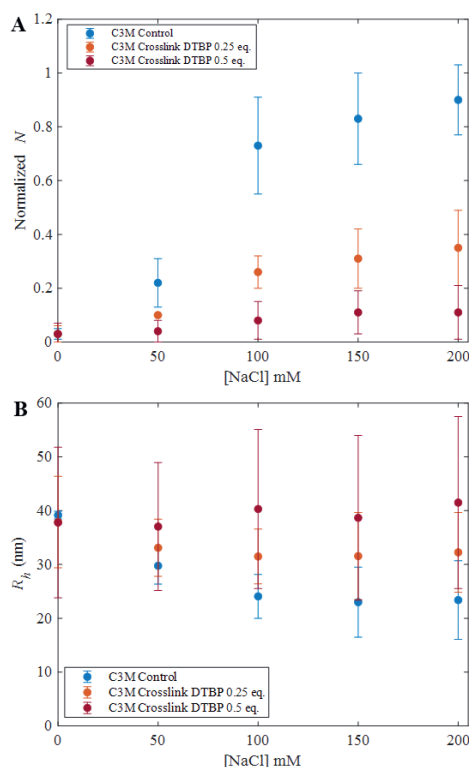 A
C3M Control
C3M Crosslink DTBP 0.25 eq.
C3M Crosslink DTBP 0.5 eq.
Normalized N
1.2
1
0.8
0.6
0.4
0.2
0
0 50 100 150 200
[NaCl] mM
B
R_h (nm)
60
50
40
30
20
10
0
C3M Control
C3M Crosslink DTBP 0.25 eq.
C3M Crosslink DTBP 0.5 eq.
0 50 100 150 200
[NaCl] mM